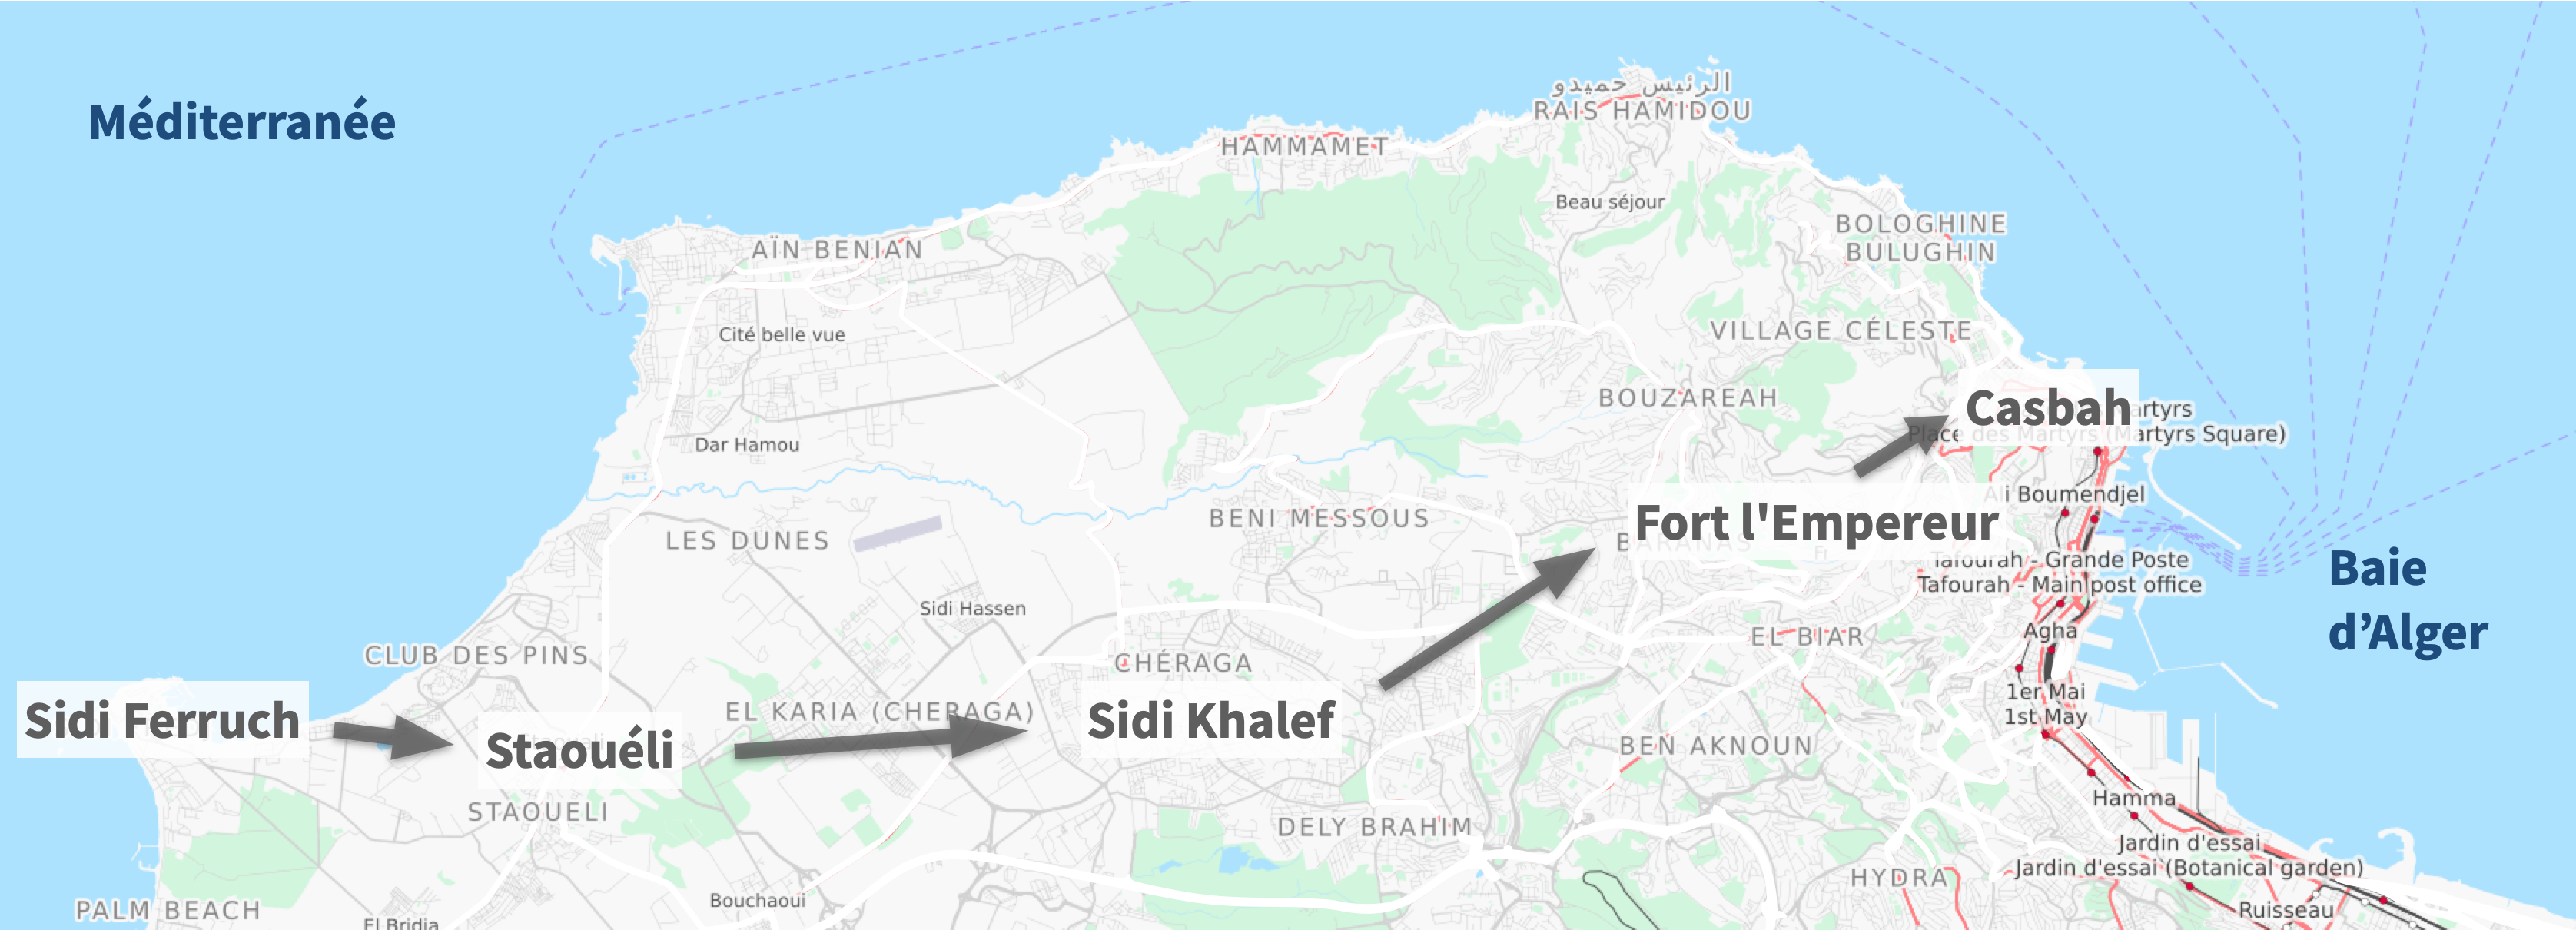 Méditerranée
الرئيس حميدو
RAIS HAMIDOU
HAMMAMET
Beau séjour
BOLOGHINE
BULUGHIN
AÏN BENIAN
Cité belle vue
VILLAGE CÉLESTE
BOUZAREAH
Casbah
artyrs
Place des Martyrs (Martyrs Square)
Dar Hamou
Ali Boumendjel
BENI MESSOUS
Fort l'Empereur
LES DUNES
Tafourah - Grande Poste
Tafourah - Main post office
Baie
d’Alger
Sidi Hassen
Agha
EL BIAR
CLUB DES PINS
CHÉRAGA
1er Mai
1st May
EL KARIA (CHERAGA)
Sidi Ferruch
Staouéli
Sidi Khalef
BEN AKNOUN
STAOUELI
Hamma
DELY BRAHIM
Jardin d'essai
Jardin d'essai (Botanical garden)
HYDRA
Bouchaoui
PALM BEACH
El Bridja
Ruisseau